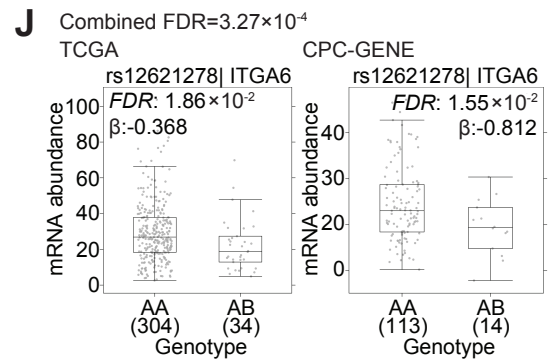 J Combined FDR=3.27×10-4
TCGA CPC-GENE
rs12621278| ITGA6
FDR: 1.86×10-2
β:-0.368
mRNA abundance
100
80
60
40
20
0
AA AB
(304) (34)
Genotype
rs12621278| ITGA6
FDR: 1.55×10-2
β:-0.812
mRNA abundance
40
20
20
0
AA AB
(113) (14)
Genotype